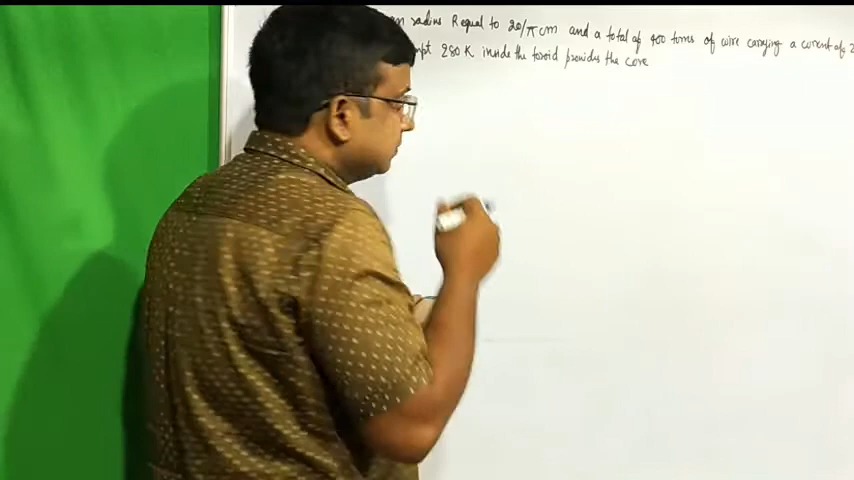 radius R equal to 20/π cm and a total of 400 turns of wire carrying a current of 2
280 K inside the toroid provides the core